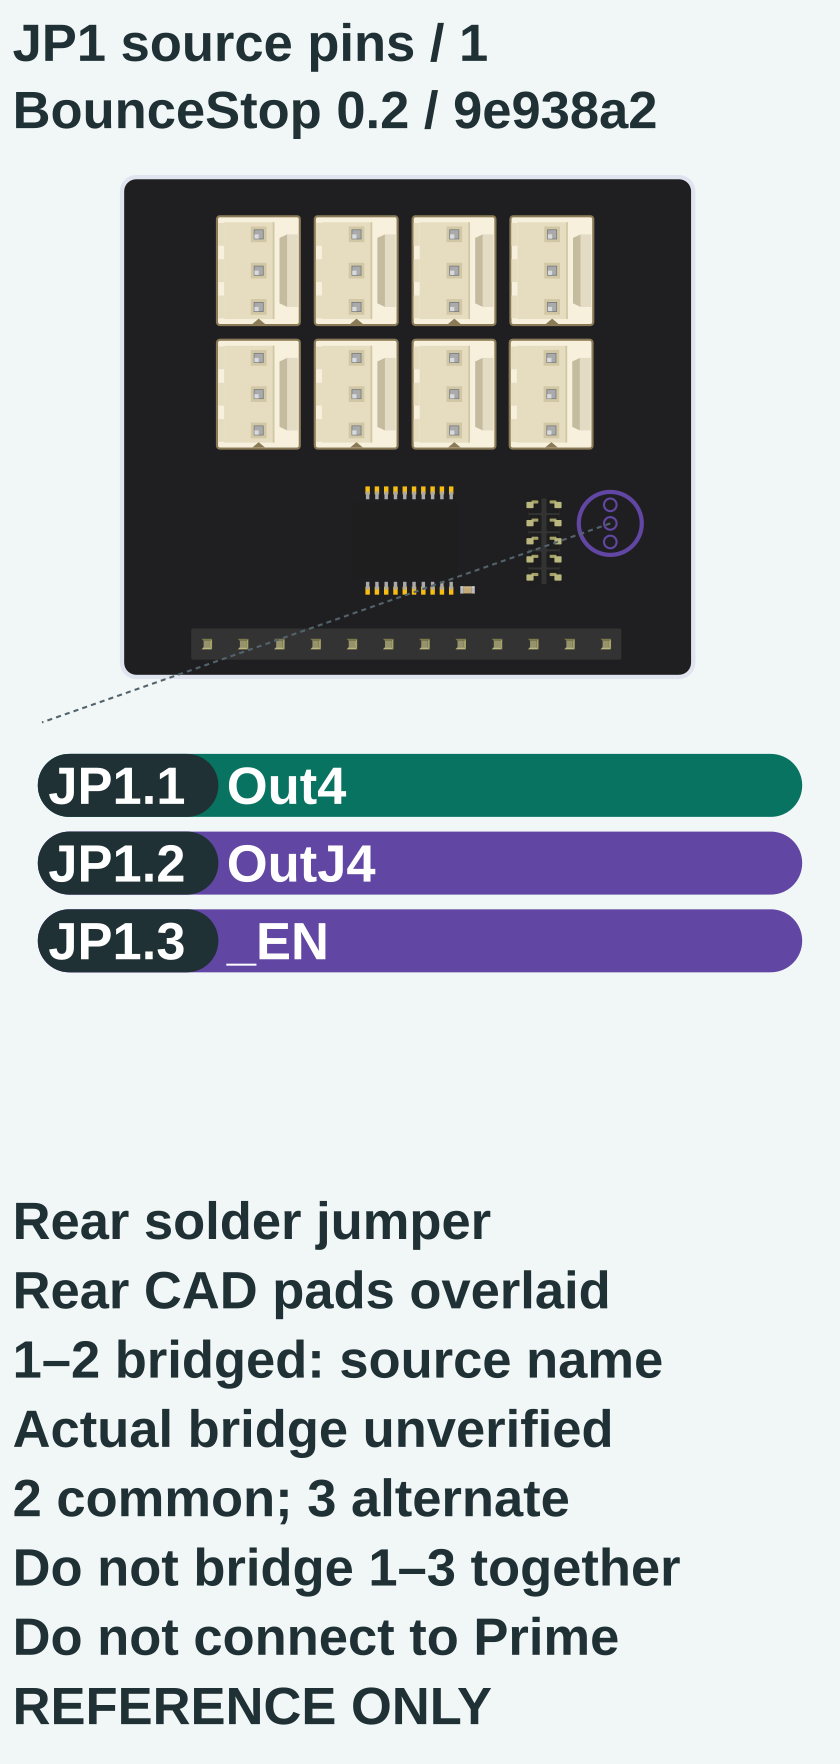 JP1 source pins / 1
BounceStop 0.2 / 9e938a2
JP1.1 Out4
JP1.2 OutJ4
JP1.3 _EN
Rear solder jumper
Rear CAD pads overlaid
1–2 bridged: source name
Actual bridge unverified
2 common; 3 alternate
Do not bridge 1–3 together
Do not connect to Prime
REFERENCE ONLY